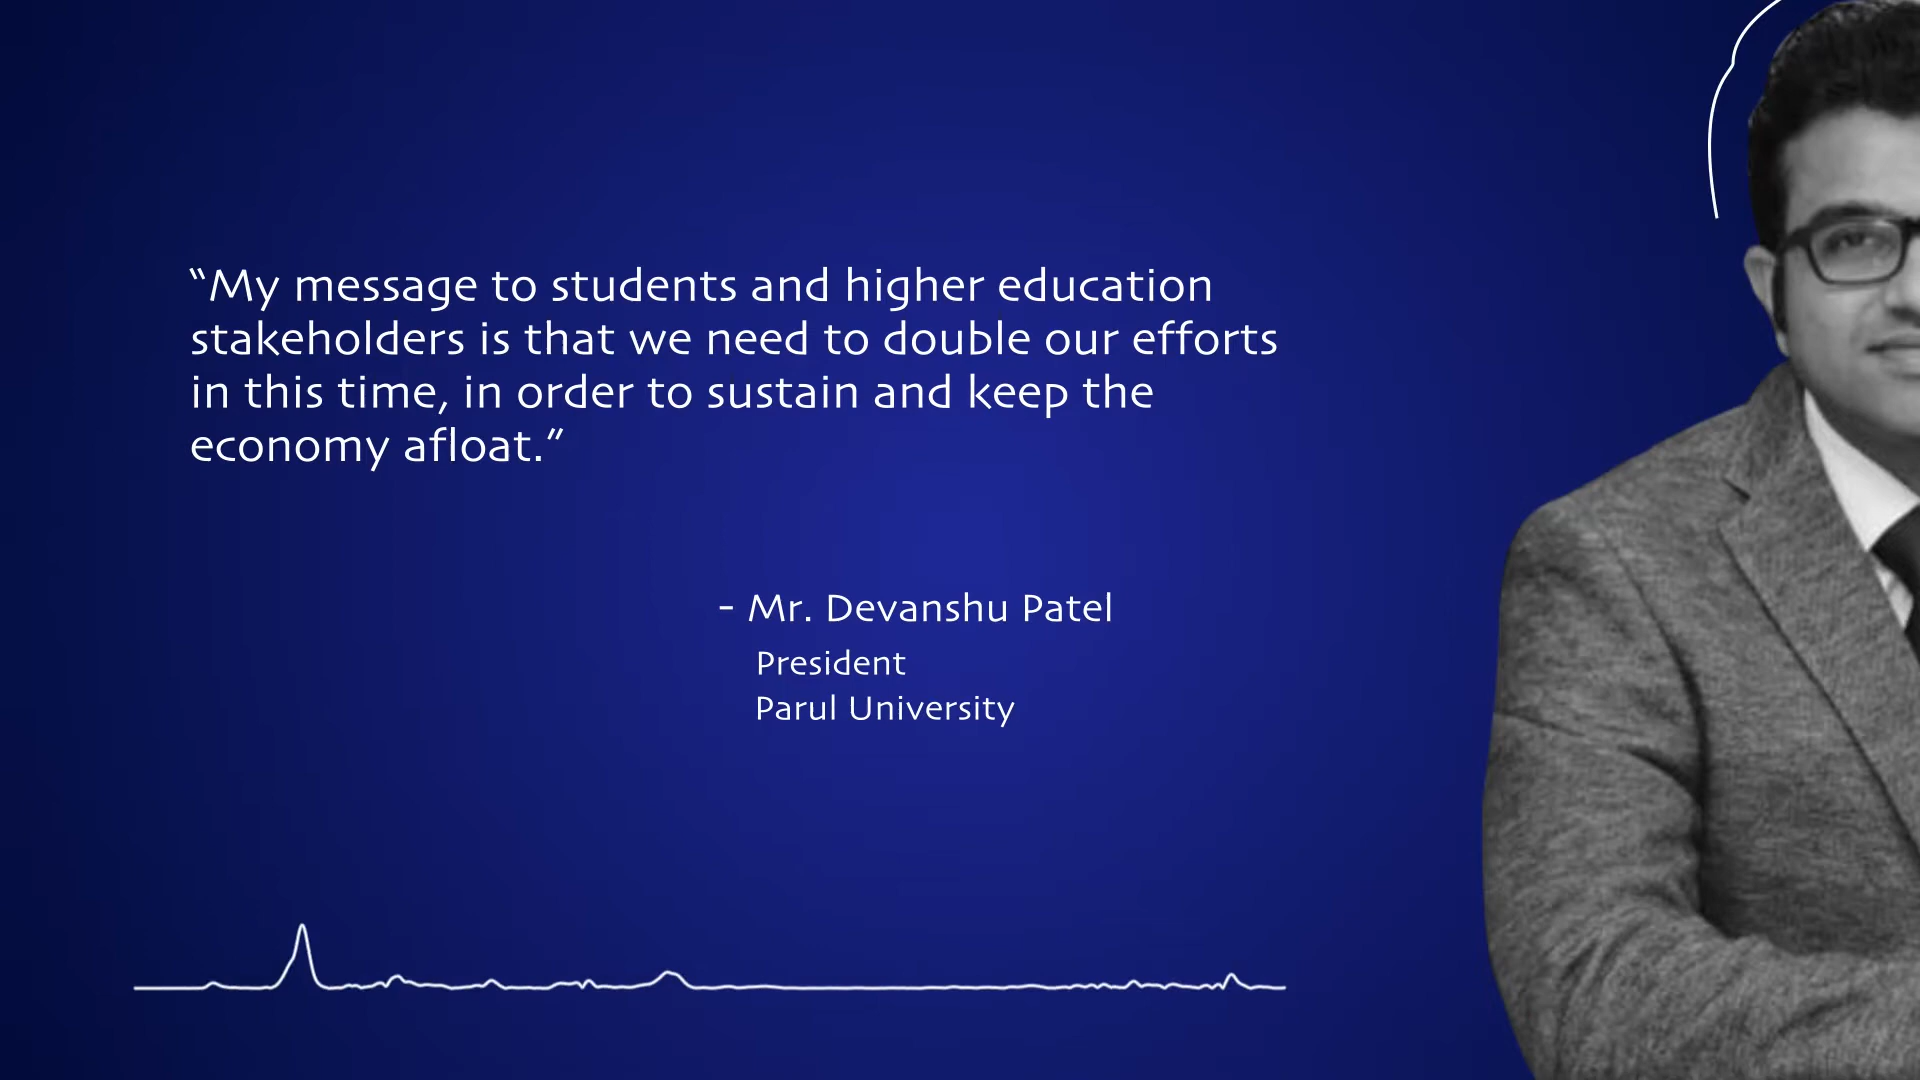 “My message to students and higher education
stakeholders is that we need to double our efforts
in this time, in order to sustain and keep the
economy afloat.”
- Mr. Devanshu Patel
President
Parul University